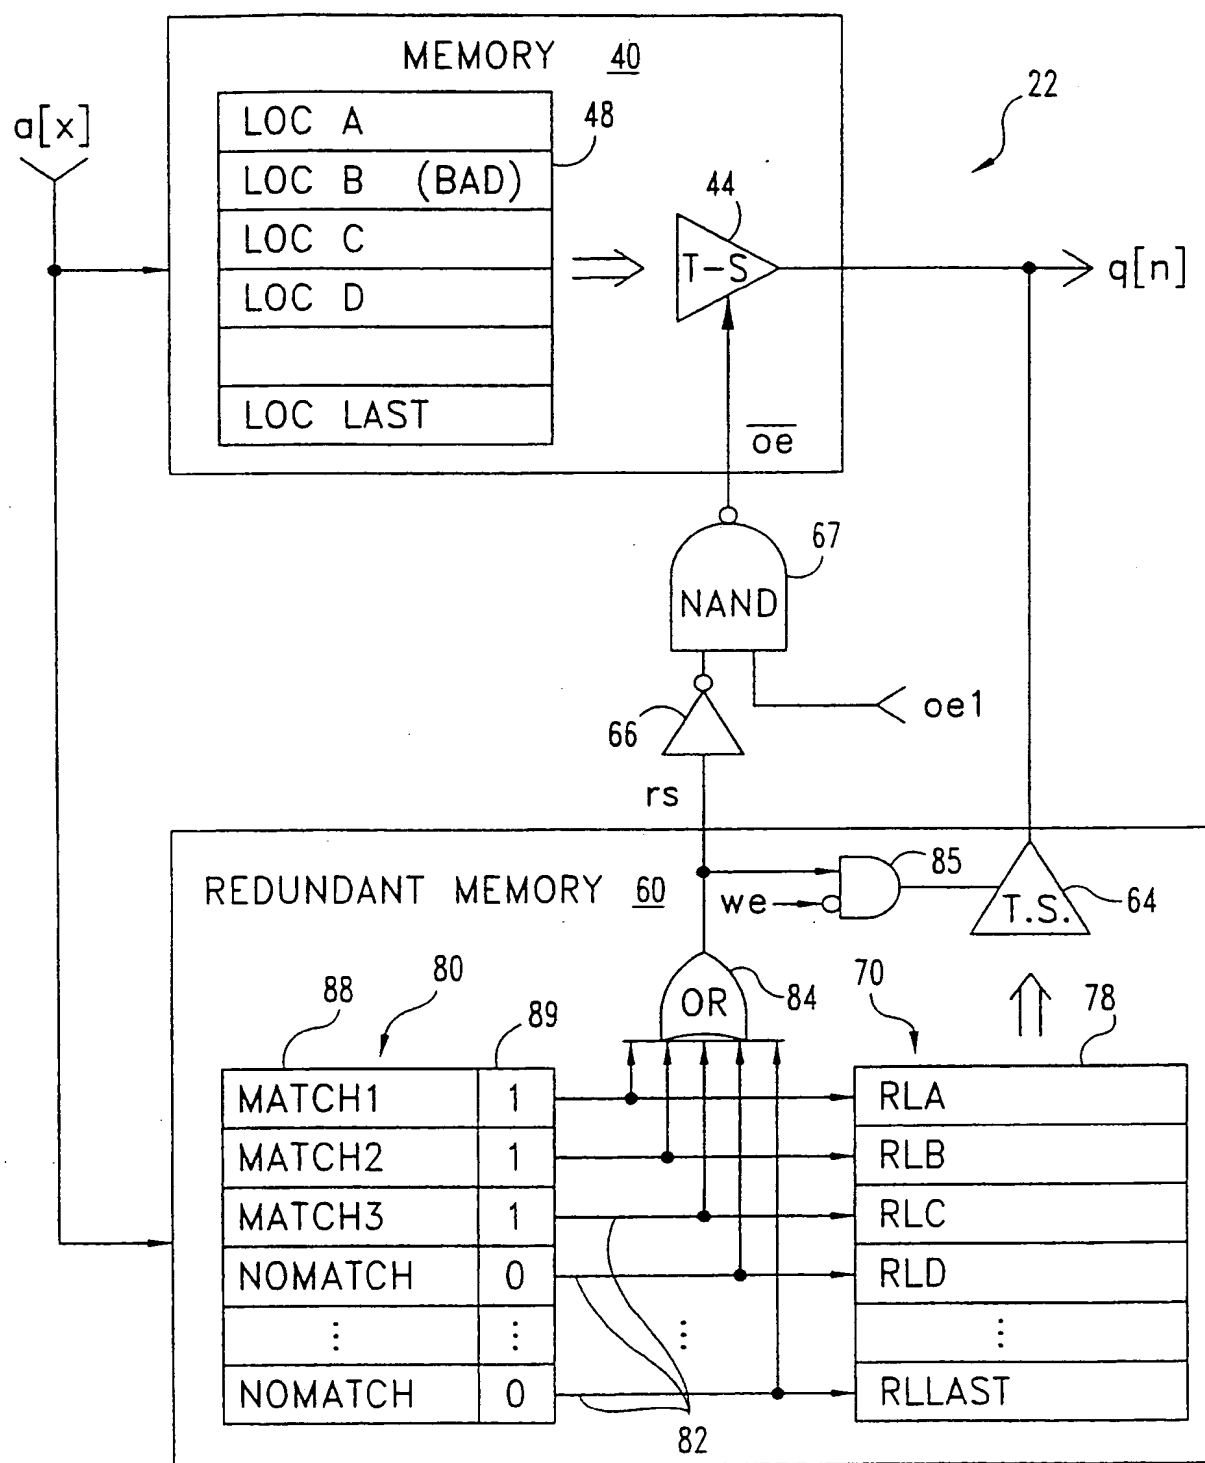 MEMORY 40
22
a[x]
LOC A
48
LOC B (BAD)
44
LOC C
T-S
q[n]
LOC D
LOC LAST
oe
67
NAND
66
oe1
rs
REDUNDANT MEMORY 60
85
we
T.S.
64
88
80
89
OR
84
70
78
MATCH1 1
RLA
MATCH2 1
RLB
MATCH3 1
RLC
NOMATCH 0
RLD
⋮ ⋮ ⋮ ⋮
NOMATCH 0
RLLAST
82